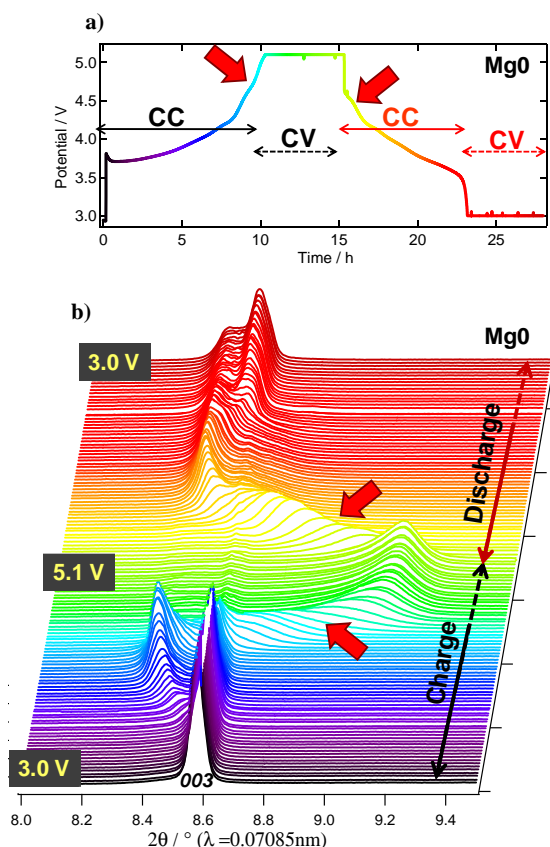 a)
Mg0
Potential / V
5.0
4.5
4.0
3.5
3.0
CC
CV
CC
CV
0
5
10
15
20
25
Time / h
b)
Mg0
3.0 V
5.1 V
3.0 V
Discharge
Charge
003
8.0
8.2
8.4
8.6
8.8
9.0
9.2
9.4
2θ / ° (λ =0.07085nm)